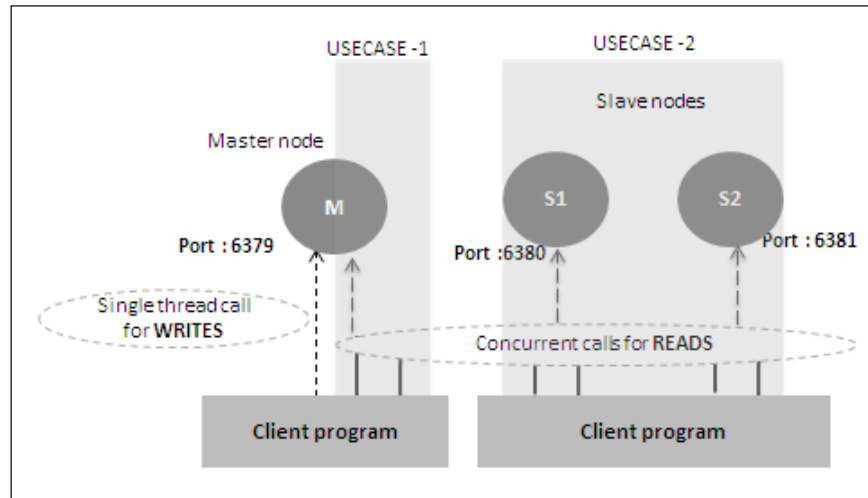 USECASE -1
USECASE -2
Slave nodes
Master node
M
S1
S2
Port : 6379
Port :6380
Port : 6381
Single thread call
for WRITES
Concurrent calls for READS
Client program
Client program